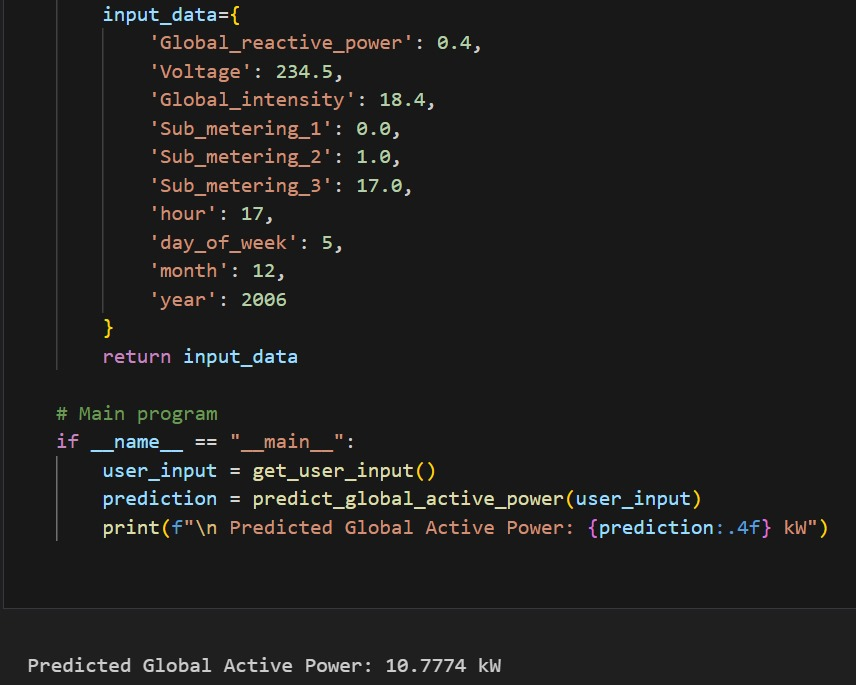 input_data={
'Global_reactive_power': 0.4,
'Voltage': 234.5,
'Global_intensity': 18.4,
'Sub_metering_1': 0.0,
'Sub_metering_2': 1.0,
'Sub_metering_3': 17.0,
'hour': 17,
'day_of_week': 5,
'month': 12,
'year': 2006
}
return input_data
# Main program
if __name__ == "__main__":
user_input = get_user_input()
prediction = predict_global_active_power(user_input)
print(f"\n Predicted Global Active Power: {prediction:.4f} kW")
Predicted Global Active Power: 10.7774 kW